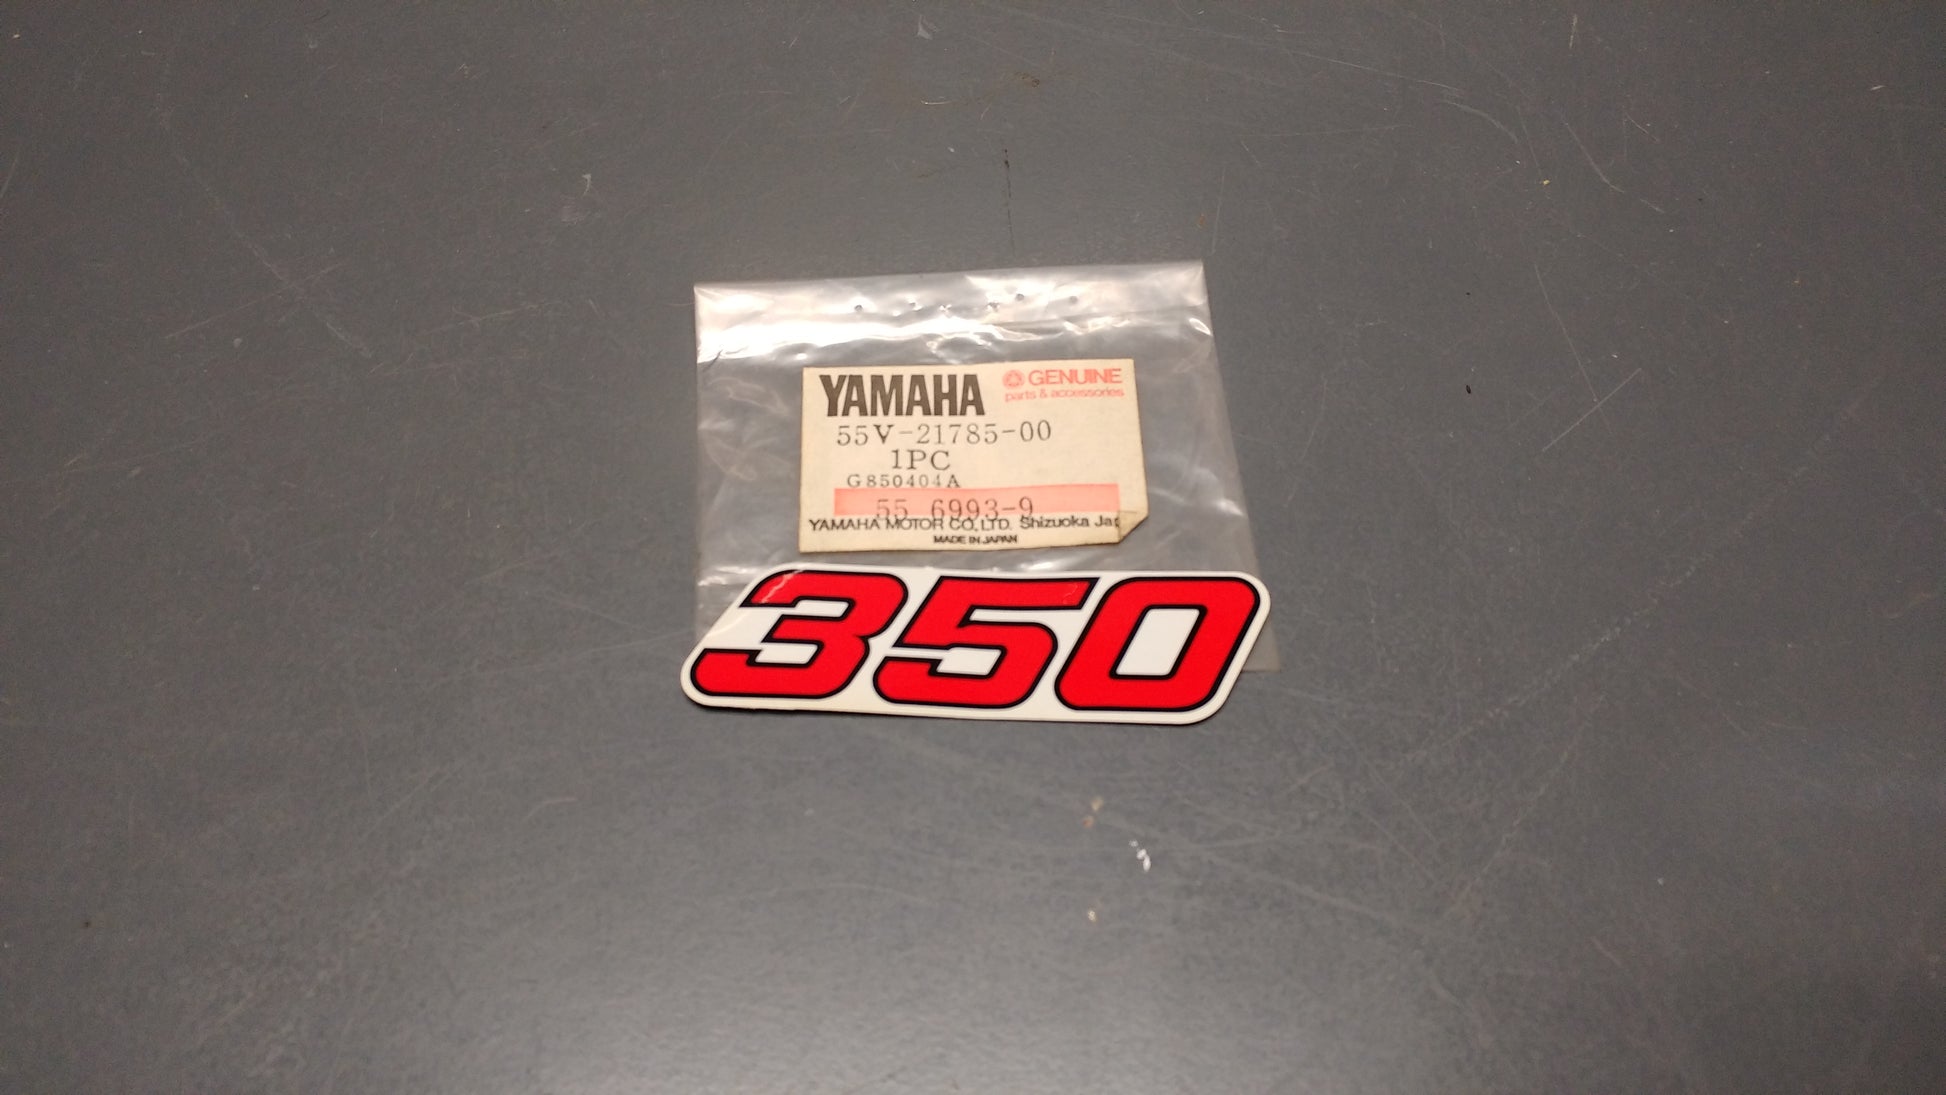 YAMAHA GENUINE
parts & accessories
55V-21785-00
1PC
G850404A
55 6993-9
YAMAHA MOTOR CO., LTD. Shizuoka
MADE IN JAPAN
350